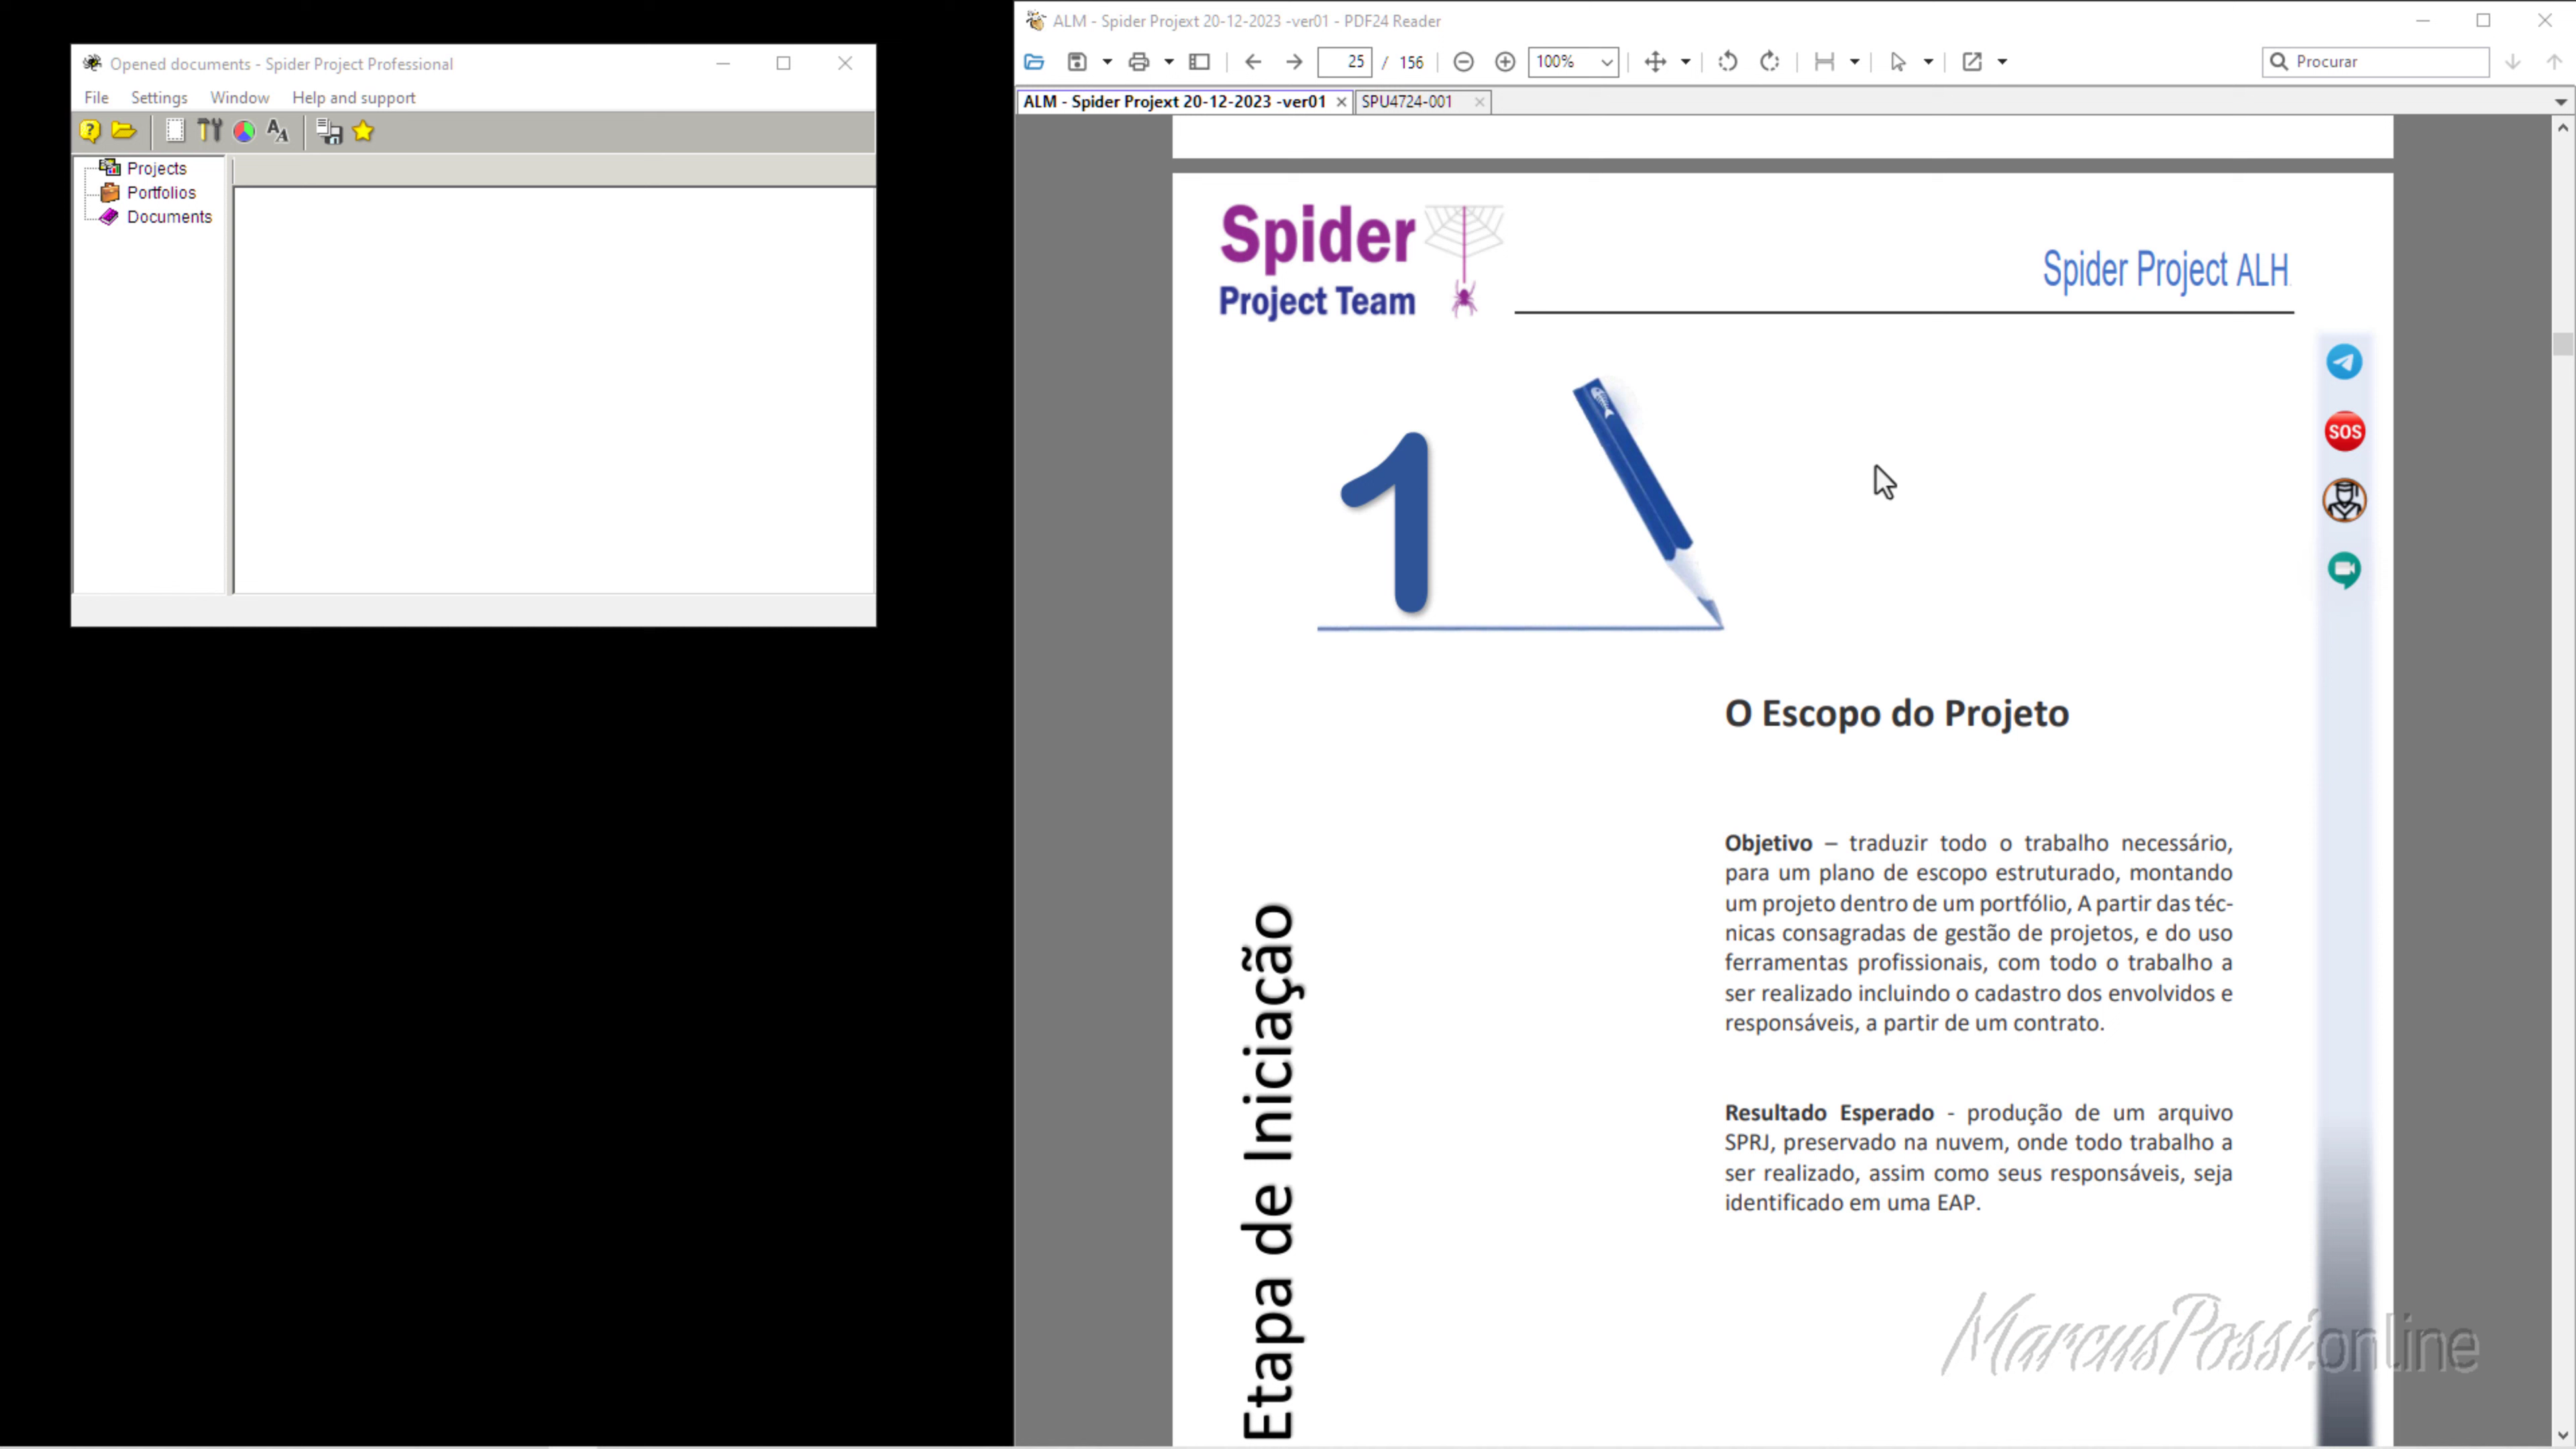 Opened documents - Spider Project Professional
File Settings Window Help and support
Projects
Portfolios
Documents
ALM - Spider Projext 20-12-2023 -ver01 - PDF24 Reader
25 / 156 100% Procurar
ALM - Spider Projext 20-12-2023 -ver01 SPU4724-001
Spider
Project Team
Spider Project ALH
SOS
1
O Escopo do Projeto
Objetivo – traduzir todo o trabalho necessário,
para um plano de escopo estruturado, montando
um projeto dentro de um portfólio, A partir das téc-
nicas consagradas de gestão de projetos, e do uso
ferramentas profissionais, com todo o trabalho a
ser realizado incluindo o cadastro dos envolvidos e
responsáveis, a partir de um contrato.
Resultado Esperado - produção de um arquivo
SPRJ, preservado na nuvem, onde todo trabalho a
ser realizado, assim como seus responsáveis, seja
identificado em uma EAP.
Etapa de Iniciação
MarcusPossi.online